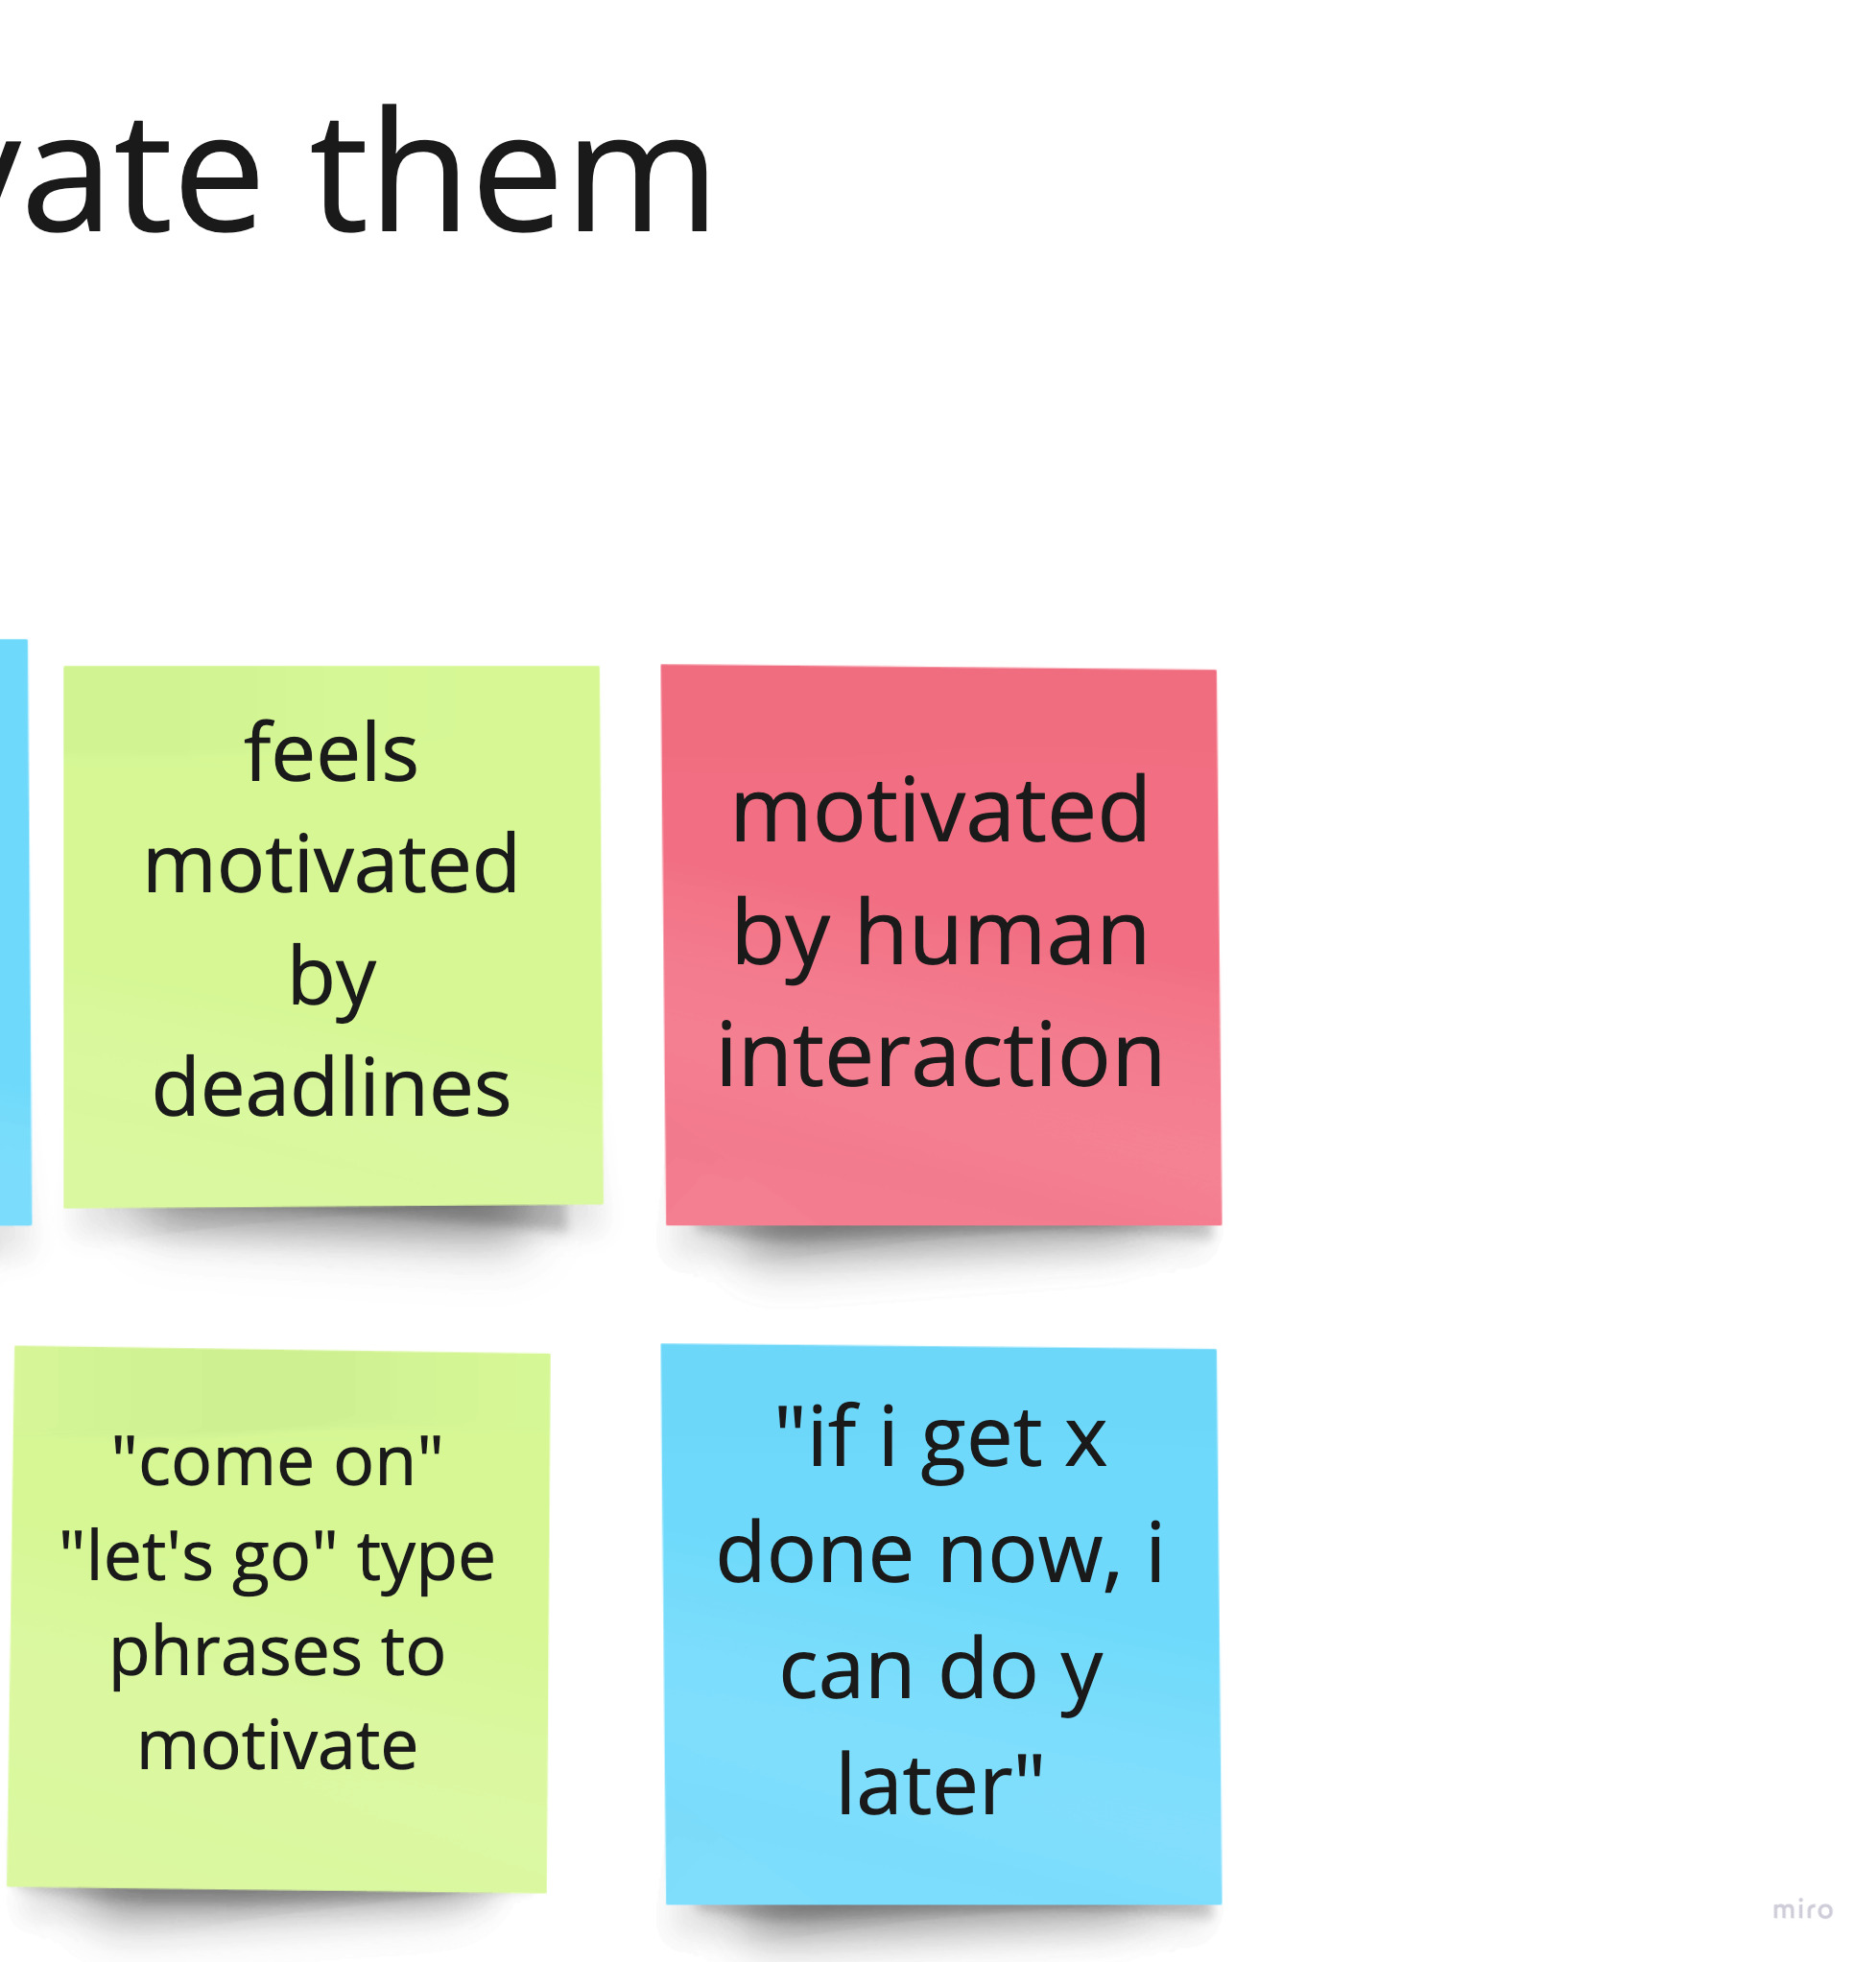 vate them
feels
motivated
by
deadlines
motivated
by human
interaction
"come on"
"let's go" type
phrases to
motivate
"if i get x
done now, i
can do y
later"
miro